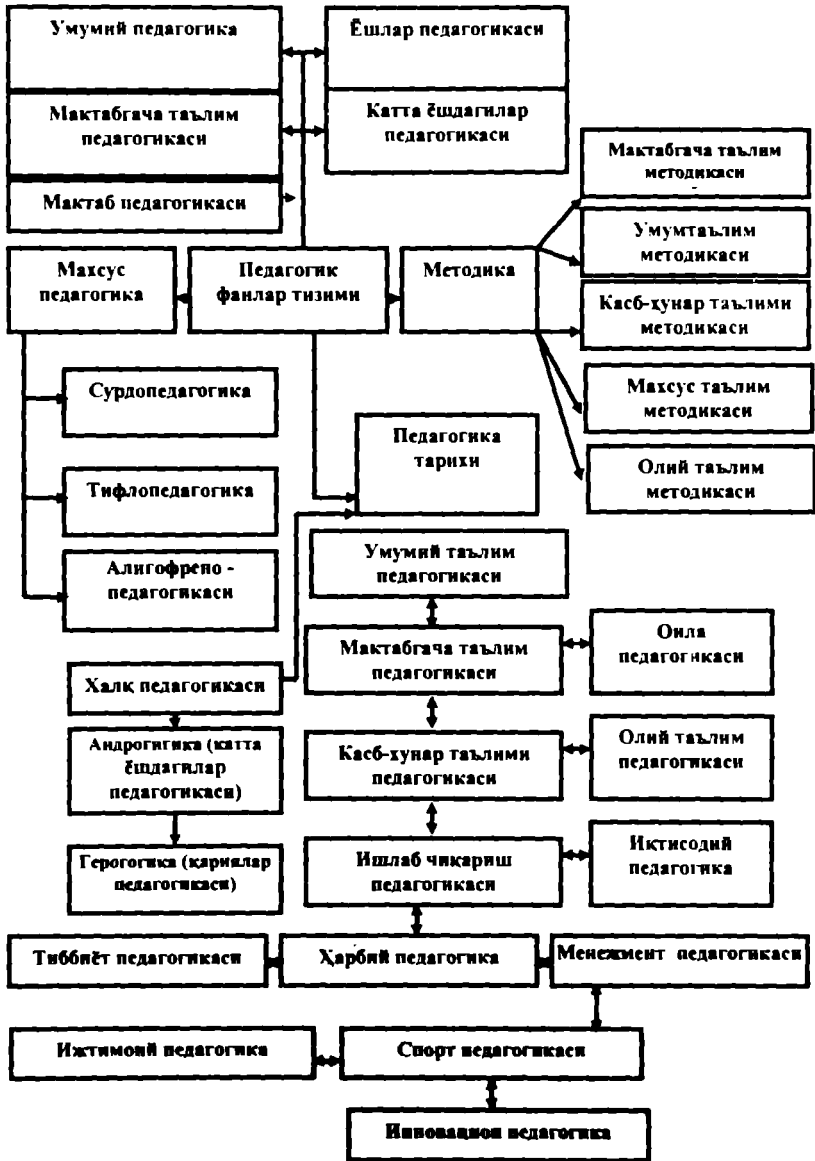 Умумий педагогика
Ёшлар педагогикаси
Мактабгача таълим
педагогикаси
Катта ёшдагилар
педагогикаси
Мактаб педагогикаси
Мактабгача таълим
методикаси
Умумтаълим
методикаси
Касб-ҳунар таълими
методикаси
Махсус таълим
методикаси
Олий таълим
методикаси
Махсус
педагогика
Педагогик
фанлар тизими
Методика
Сурдопедагогика
Тифлопедагогика
Алигофрено -
педагогикаси
Педагогика
тарихи
Умумий таълим
педагогикаси
Мактабгача таълим
педагогикаси
Оила
педагогикаси
Халқ педагогикаси
Андрогигика (катта
ёшдагилар
педагогикаси)
Касб-хунар таълими
педагогикаси
Олий таълим
педагогикаси
Герогогика (қариялар
педагогикаси)
Ишлаб чиқариш
педагогикаси
Иқтисодий
педагогика
Тиббиёт педагогикаси
Ҳарбий педагогика
Менежмент педагогикаси
Ижтимоий педагогика
Спорт педагогикаси
Инновацион педагогика